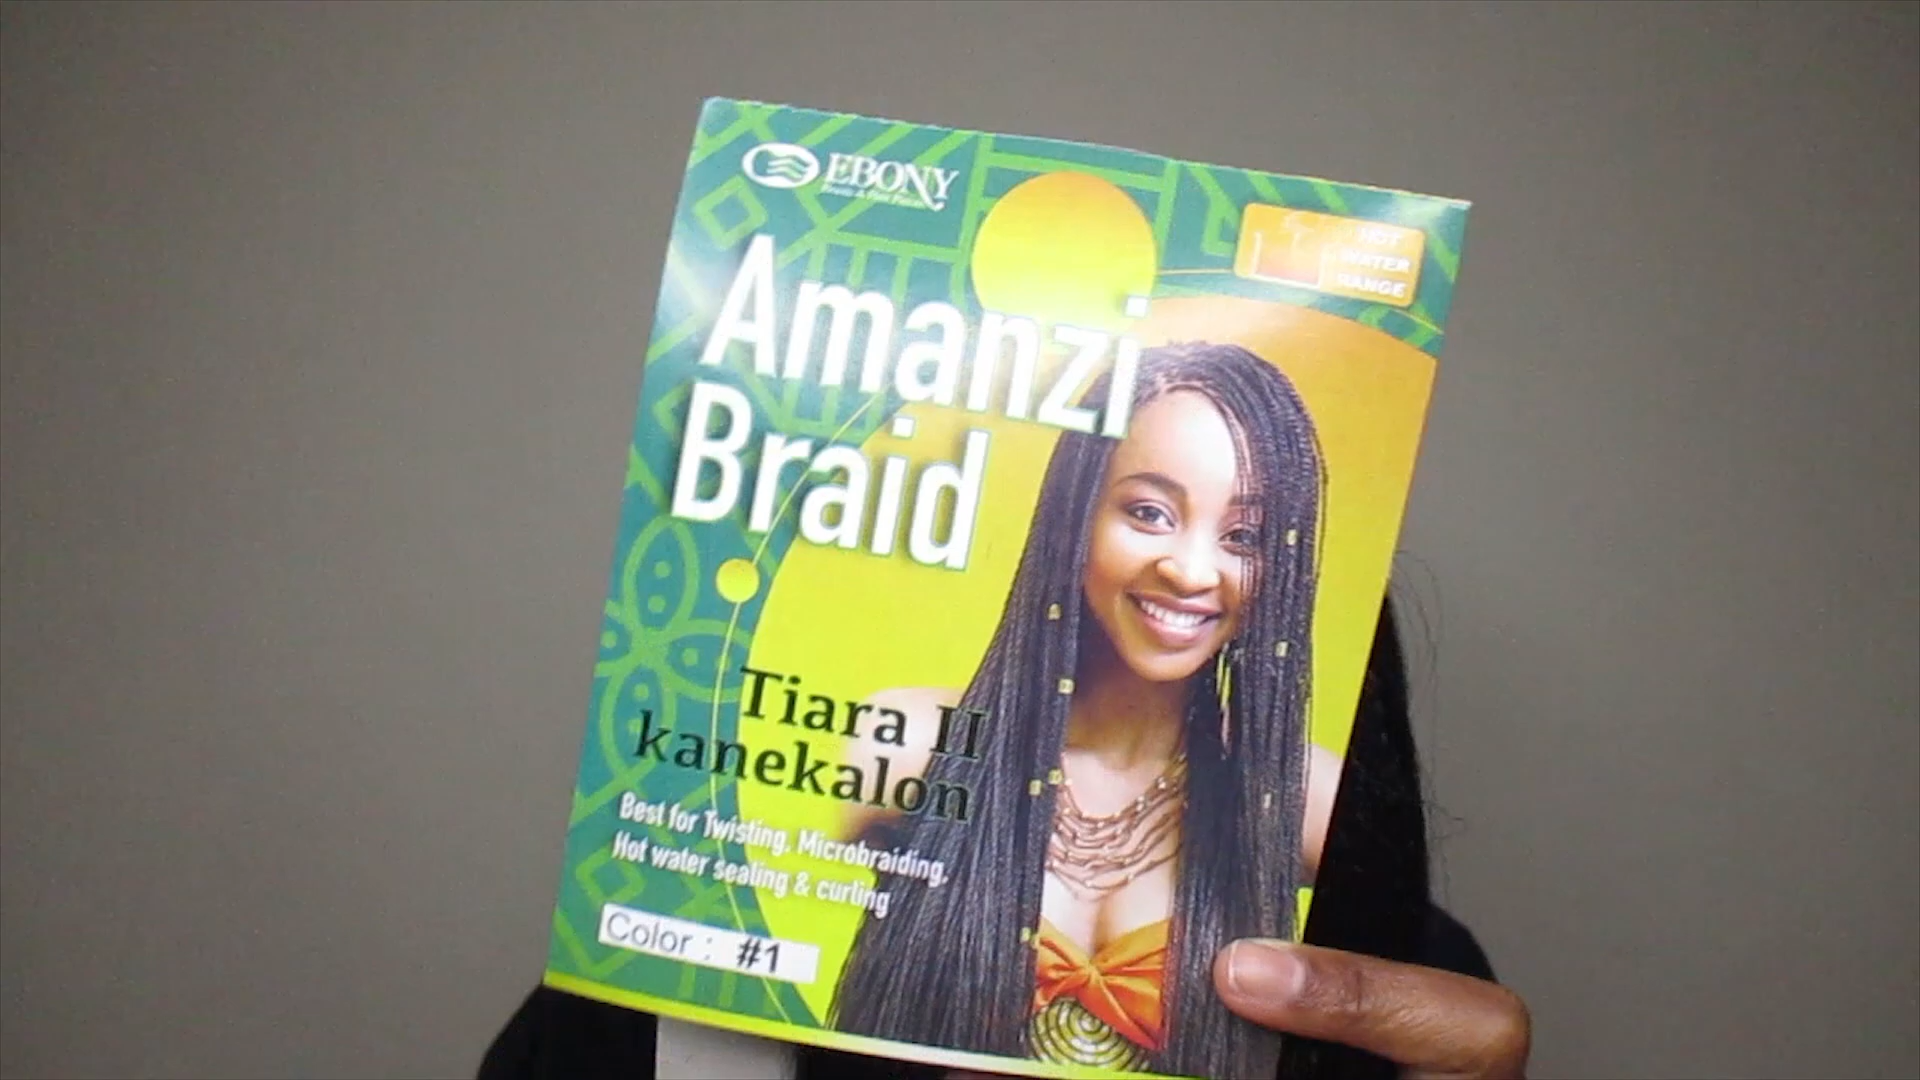 EBONY
HOT
WATER
RANGE
Amanzi
Braid
Tiara II
kanekalon
Best for Twisting, Microbraiding,
Hot water sealing & curling
Color : #1